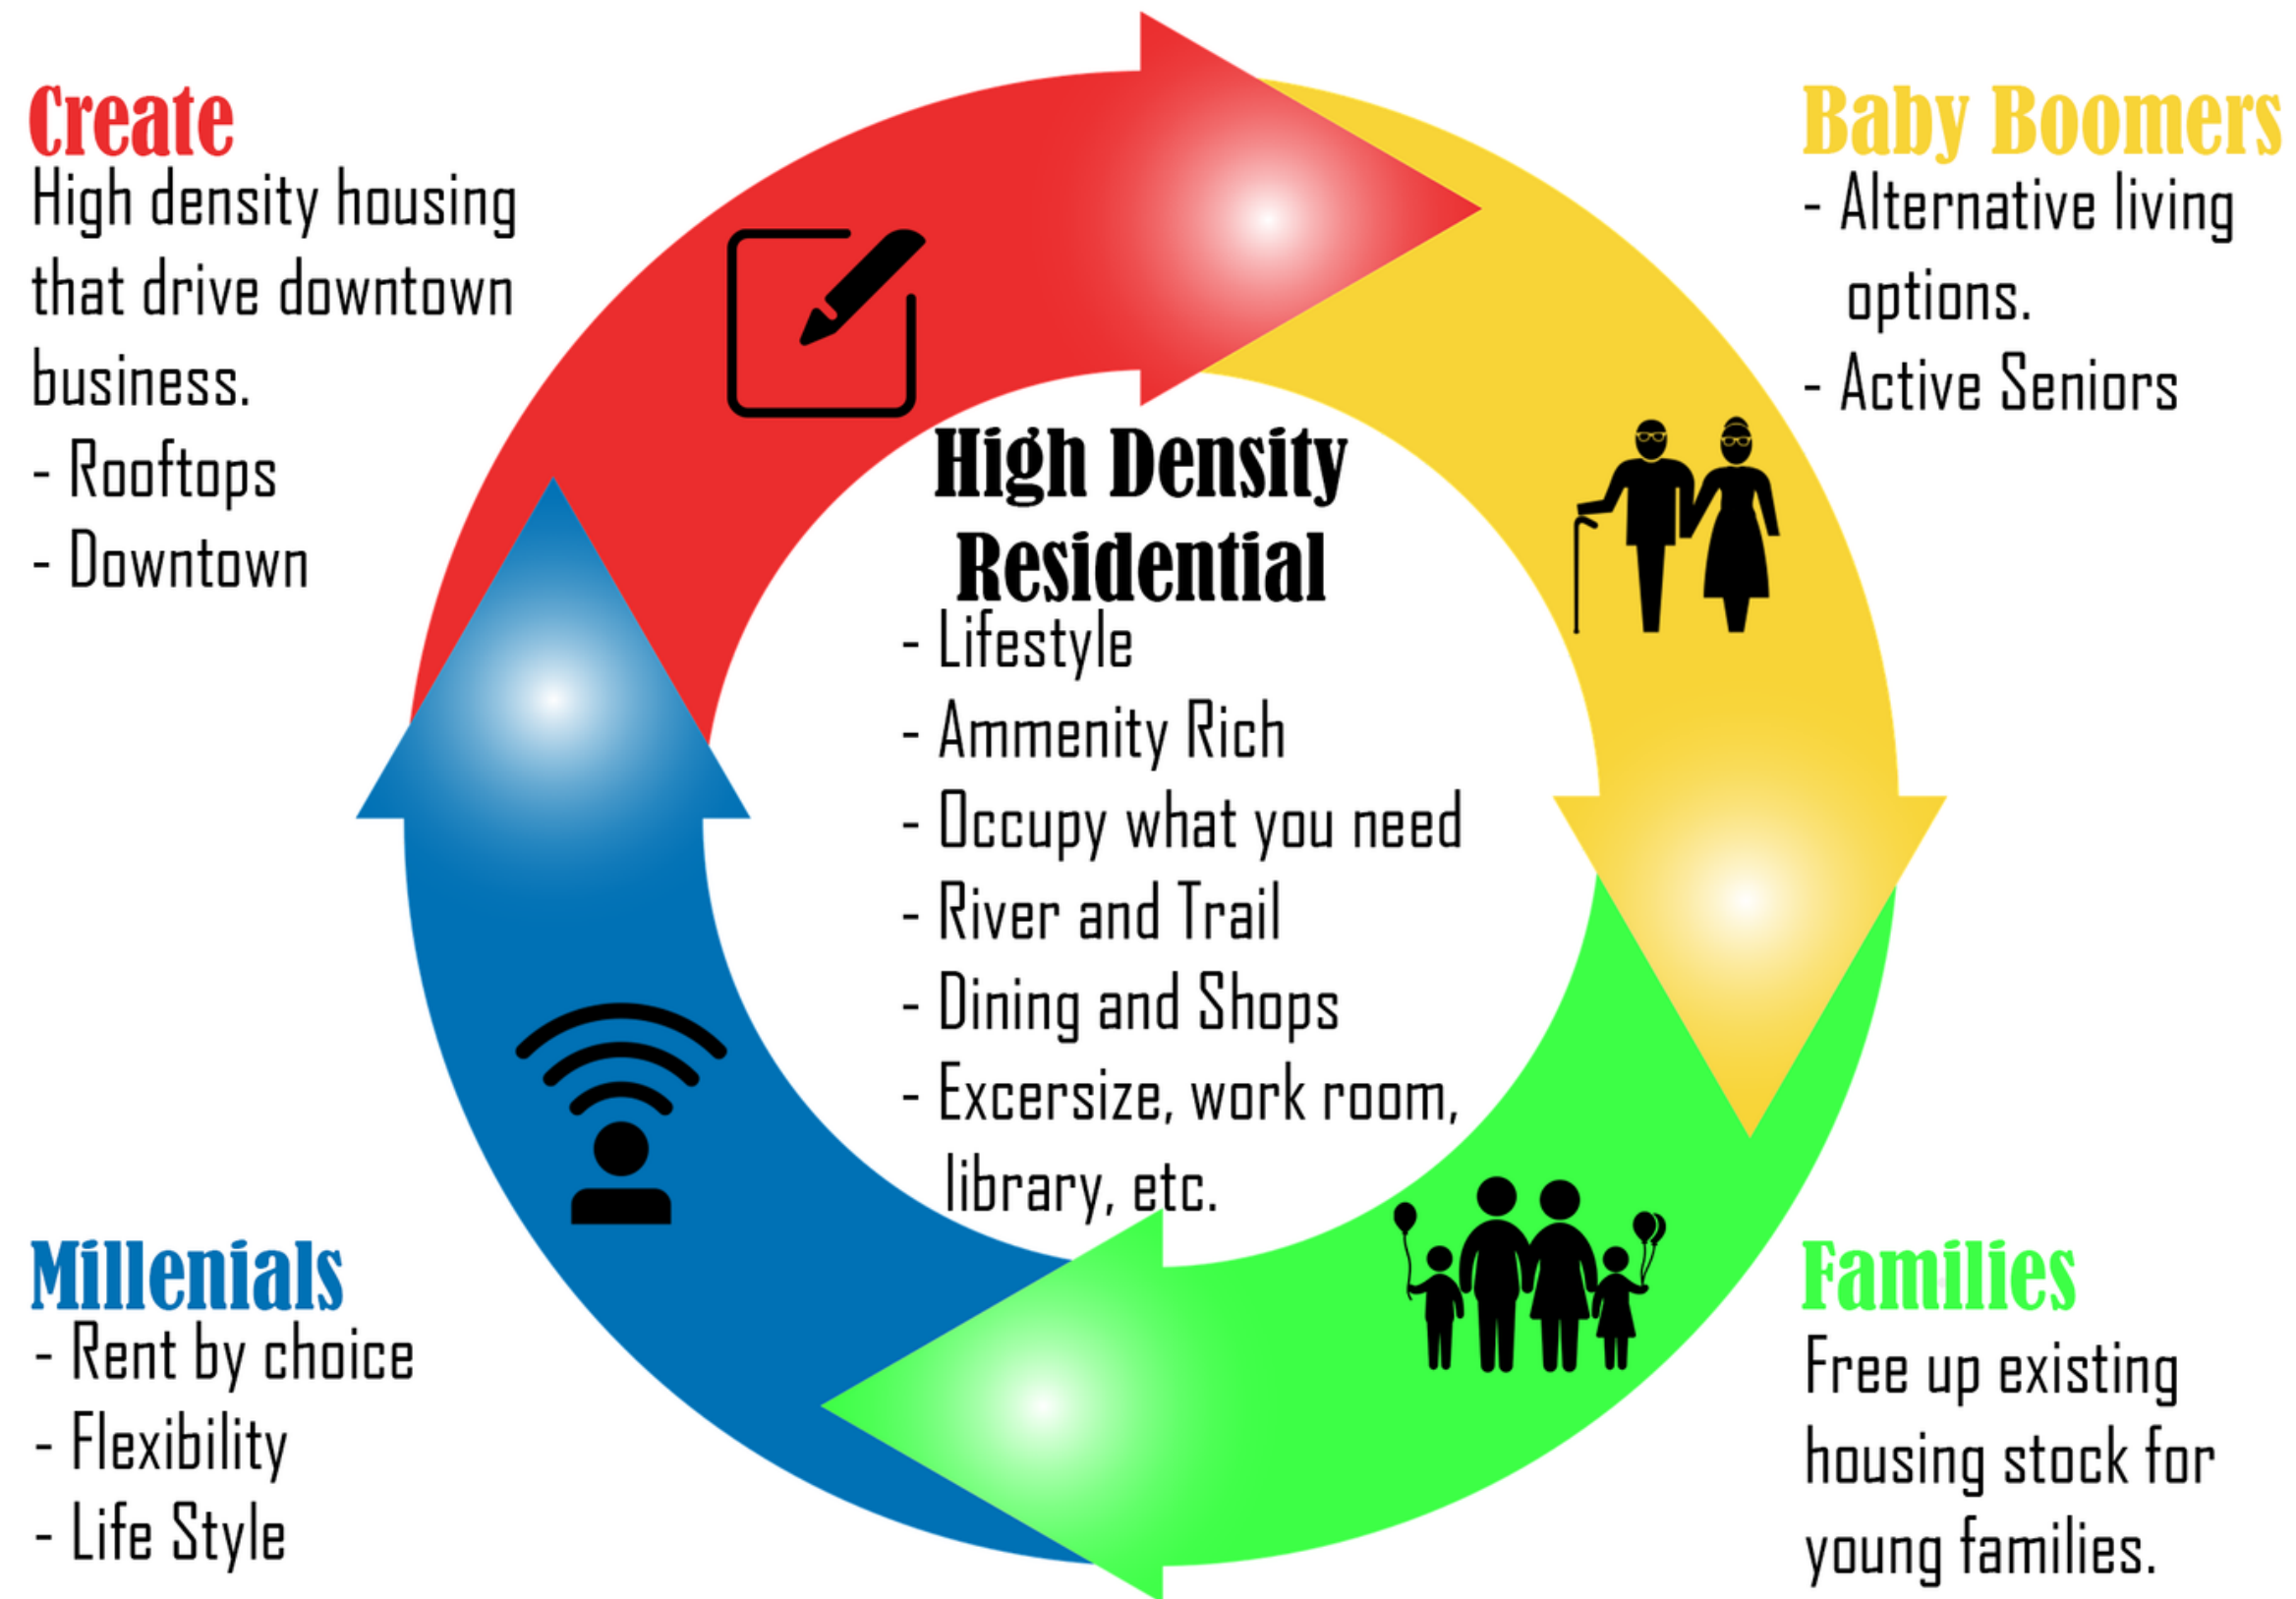 Create
High density housing
that drive downtown
business.
- Rooftops
- Downtown
Baby Boomers
- Alternative living
options.
- Active Seniors
High Density
Residential
- Lifestyle
- Ammenity Rich
- Occupy what you need
- River and Trail
- Dining and Shops
- Excersize, work room,
library, etc.
Millenials
- Rent by choice
- Flexibility
- Life Style
Families
Free up existing
housing stock for
young families.